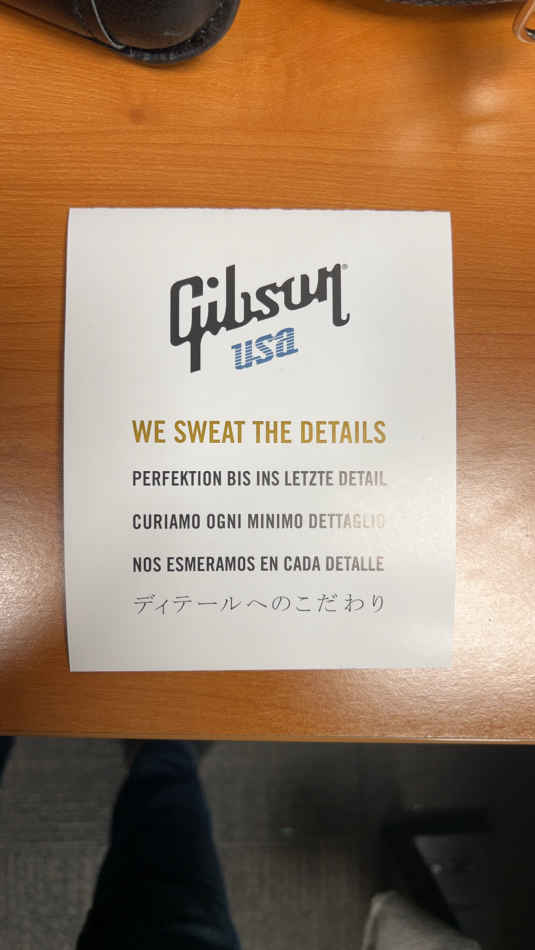 Gibson®
usa
WE SWEAT THE DETAILS
PERFEKTION BIS INS LETZTE DETAIL
CURIAMO OGNI MINIMO DETTAGLIO
NOS ESMERAMOS EN CADA DETALLE
ディテールへのこだわり